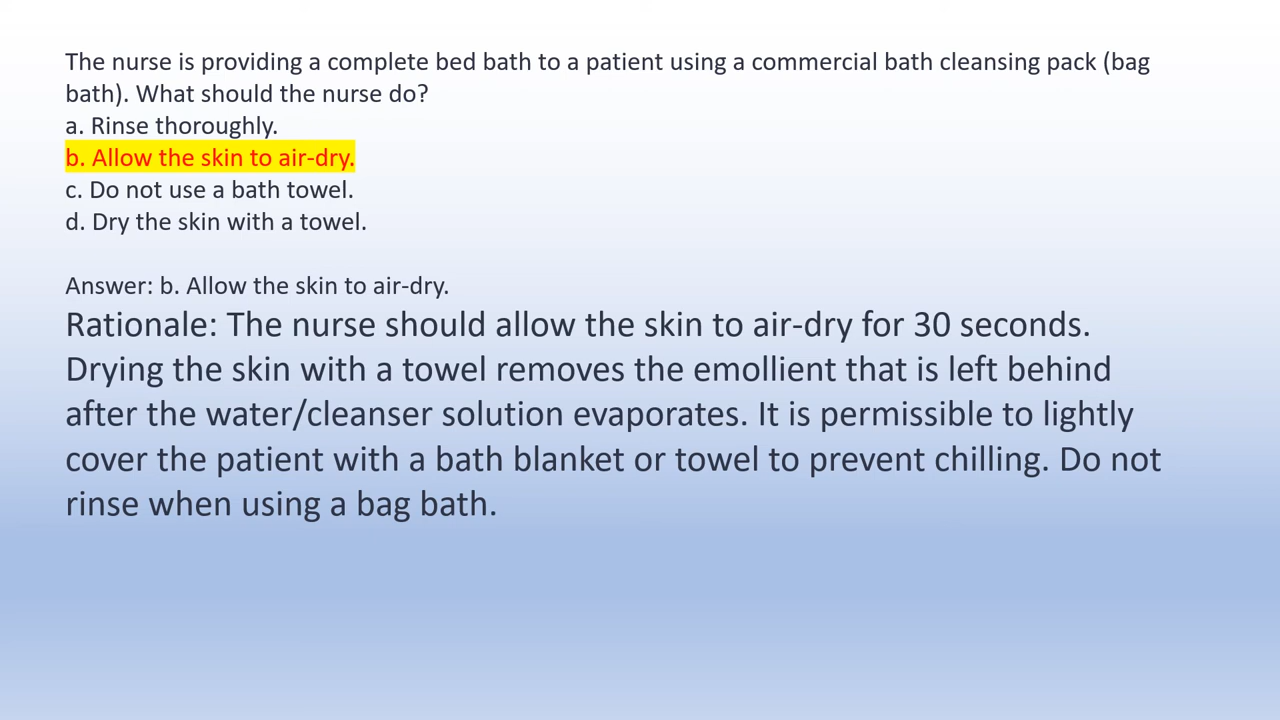 The nurse is providing a complete bed bath to a patient using a commercial bath cleansing pack (bag
bath). What should the nurse do?
a. Rinse thoroughly.
b. Allow the skin to air-dry.
c. Do not use a bath towel.
d. Dry the skin with a towel.
Answer: b. Allow the skin to air-dry.
Rationale: The nurse should allow the skin to air-dry for 30 seconds.
Drying the skin with a towel removes the emollient that is left behind
after the water/cleanser solution evaporates. It is permissible to lightly
cover the patient with a bath blanket or towel to prevent chilling. Do not
rinse when using a bag bath.